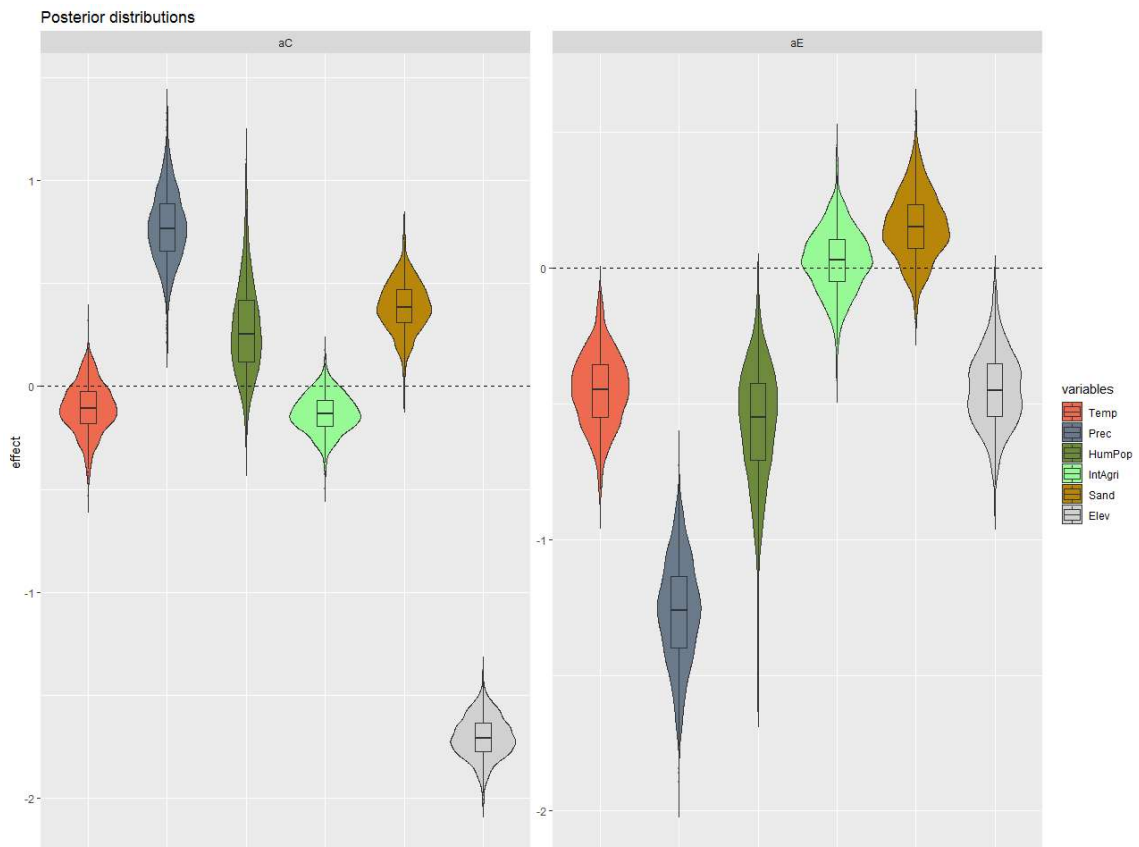 Posterior distributions
aC
aE
effect
1
0
-1
-2
0
-1
-2
variables
Temp
Prec
HumPop
IntAgri
Sand
Elev